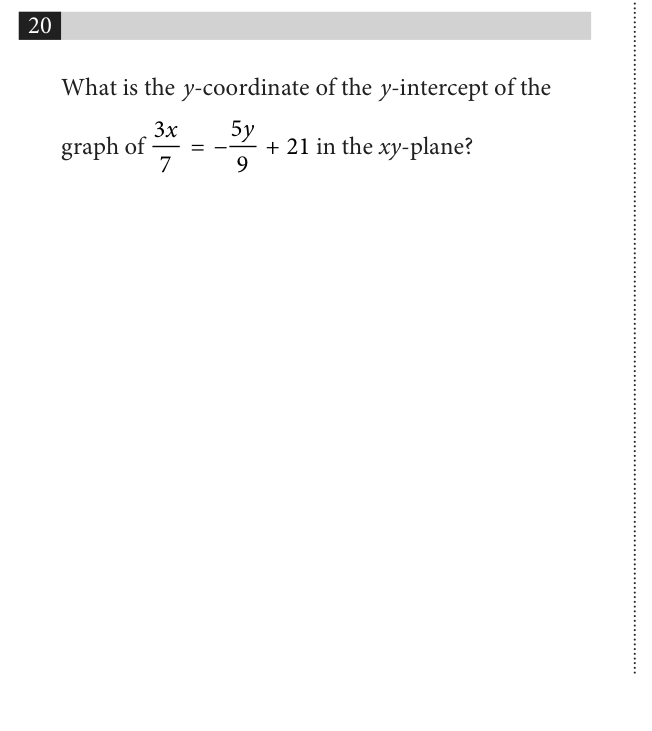 20
What is the y-coordinate of the y-intercept of the
graph of 3x/7 = −5y/9 + 21 in the xy-plane?